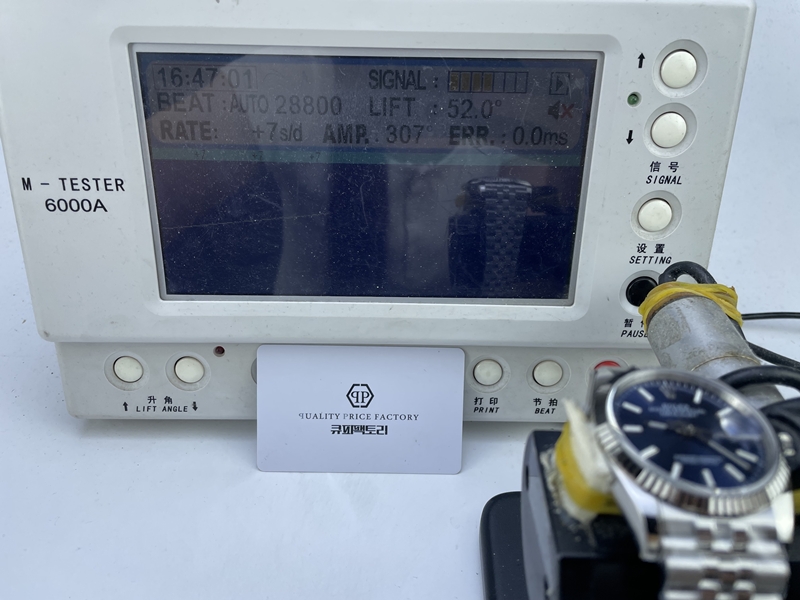 16:47:01 SIGNAL :
BEAT : AUTO 28800 LIFT : 52.0°
RATE: +7s/d AMP. : 307 ERR. : 0.0ms
M - TESTER
6000A
信号
SIGNAL
设置
SETTING
暂
PAUSE
升角
LIFT ANGLE
打印
PRINT
节拍
BEAT
QUALITY PRICE FACTORY
큐피팩토리